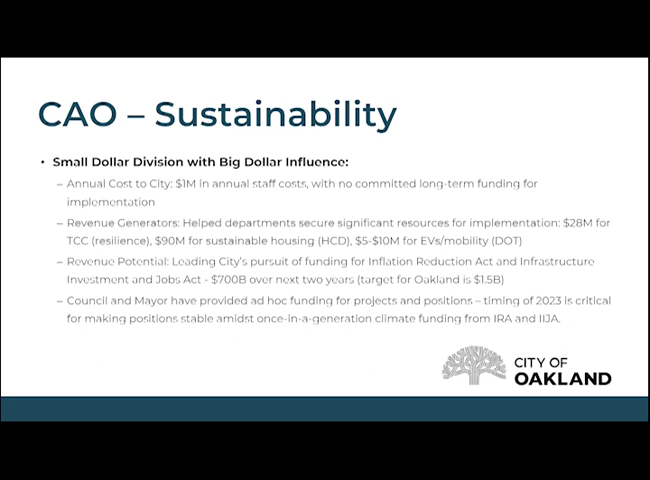 CAO – Sustainability
• Small Dollar Division with Big Dollar Influence:
– Annual Cost to City: $1M in annual staff costs, with no committed long-term funding for
implementation
– Revenue Generators: Helped departments secure significant resources for implementation: $28M for
TCC (resilience), $90M for sustainable housing (HCD), $5-$10M for EVs/mobility (DOT)
– Revenue Potential: Leading City's pursuit of funding for Inflation Reduction Act and Infrastructure
Investment and Jobs Act - $700B over next two years (target for Oakland is $1.5B)
– Council and Mayor have provided ad hoc funding for projects and positions – timing of 2023 is critical
for making positions stable amidst once-in-a-generation climate funding from IRA and IIJA.
CITY OF
OAKLAND